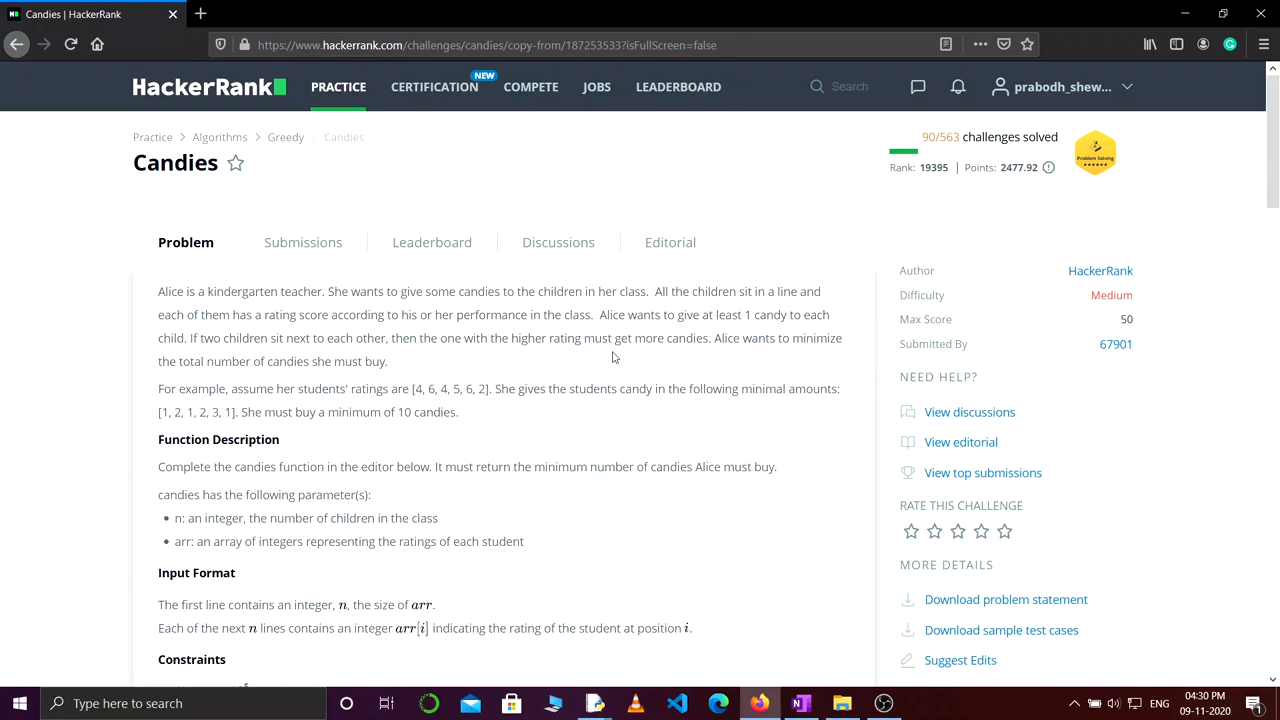 Candies | HackerRank
https://www.hackerrank.com/challenges/candies/copy-from/187253533?isFullScreen=false
HackerRank
PRACTICE
CERTIFICATION
NEW
COMPETE
JOBS
LEADERBOARD
Search
prabodh_shew...
Practice > Algorithms > Greedy > Candies
90/563 challenges solved
Candies
Rank: 19395 | Points: 2477.92
Problem Solving
Problem
Submissions
Leaderboard
Discussions
Editorial
Alice is a kindergarten teacher. She wants to give some candies to the children in her class. All the children sit in a line and
each of them has a rating score according to his or her performance in the class. Alice wants to give at least 1 candy to each
child. If two children sit next to each other, then the one with the higher rating must get more candies. Alice wants to minimize
the total number of candies she must buy.
For example, assume her students' ratings are [4, 6, 4, 5, 6, 2]. She gives the students candy in the following minimal amounts:
[1, 2, 1, 2, 3, 1]. She must buy a minimum of 10 candies.
Function Description
Complete the candies function in the editor below. It must return the minimum number of candies Alice must buy.
candies has the following parameter(s):
• n: an integer, the number of children in the class
• arr: an array of integers representing the ratings of each student
Input Format
The first line contains an integer, n, the size of arr.
Each of the next n lines contains an integer arr[i] indicating the rating of the student at position i.
Constraints
Author
HackerRank
Difficulty
Medium
Max Score
50
Submitted By
67901
NEED HELP?
View discussions
View editorial
View top submissions
RATE THIS CHALLENGE
MORE DETAILS
Download problem statement
Download sample test cases
Suggest Edits
Type here to search
ENG
04:30 PM
09-11-2020
1